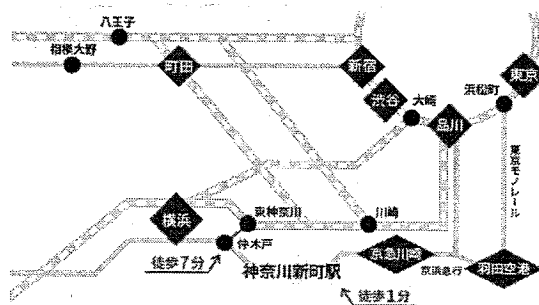 八王子
相模大野
町田
新宿
渋谷
大崎
品川
浜松町
東京
東京モノレール
横浜
東神奈川
仲木戸
川崎
徒歩7分
神奈川新町駅
徒歩1分
京急川崎
京浜急行
羽田空港